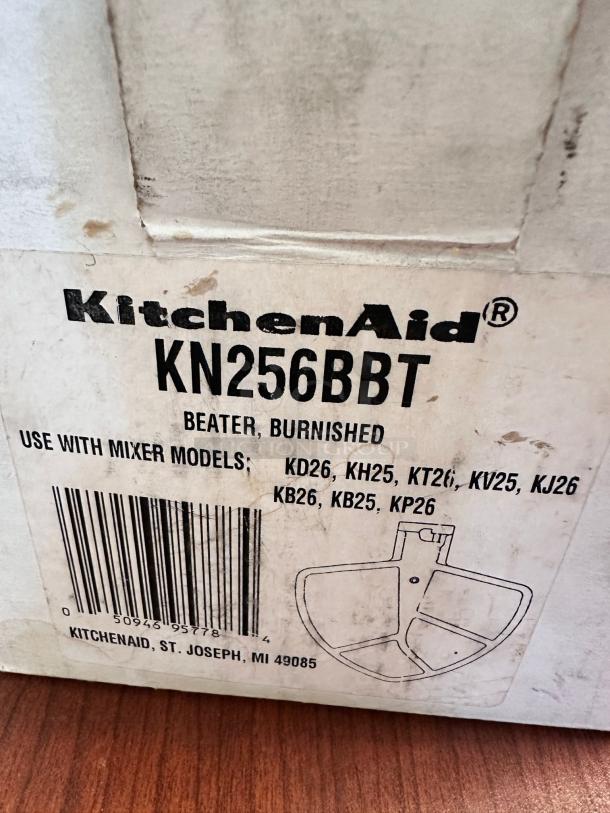 KitchenAid®
KN256BBT
BEATER, BURNISHED
USE WITH MIXER MODELS; KD26, KH25, KT26, KV25, KJ26
KB26, KB25, KP26
0 50946 95778 4
KITCHENAID, ST. JOSEPH, MI 49085
GROUP